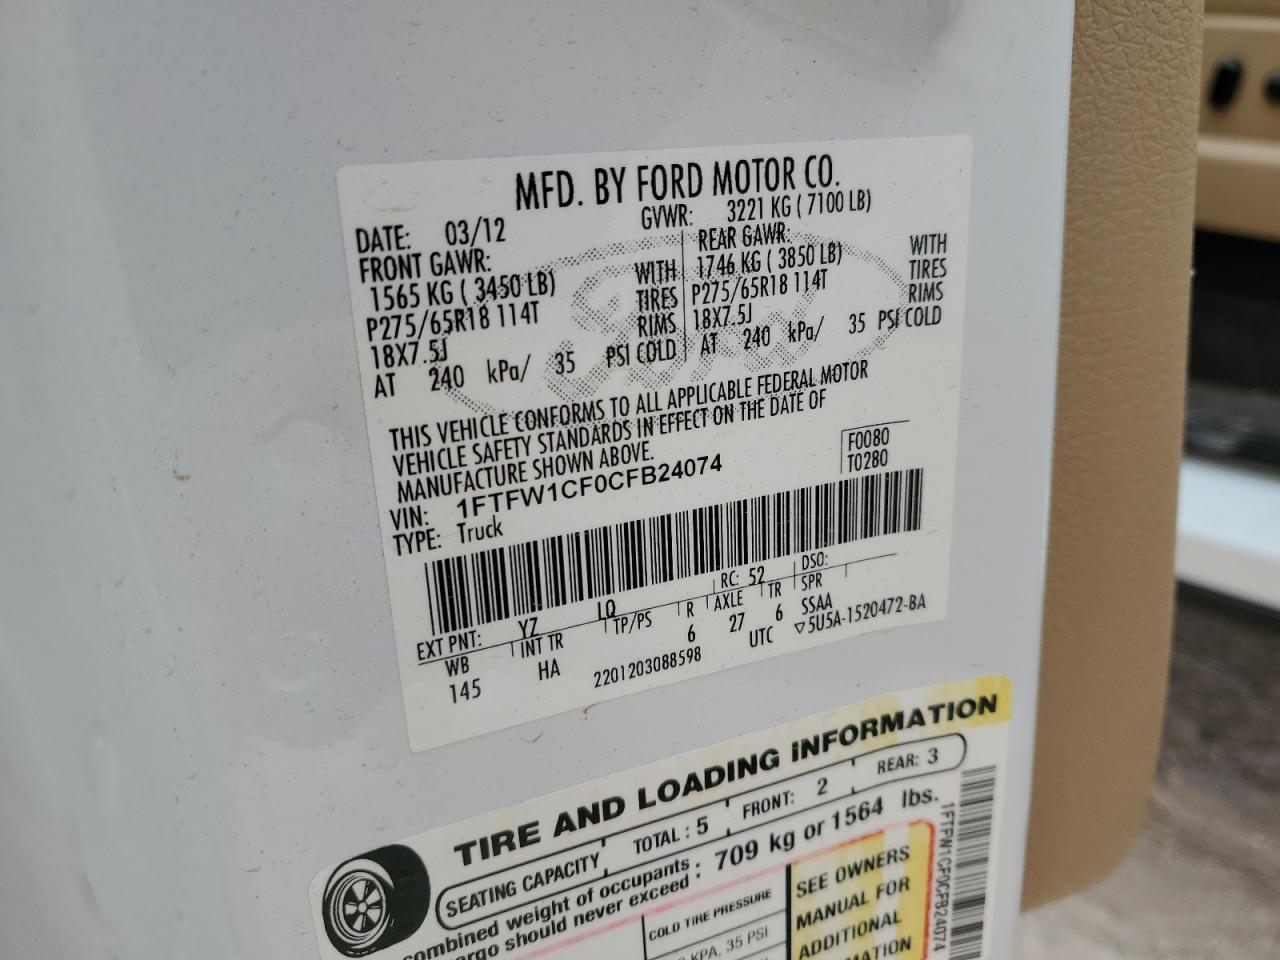 MFD. BY FORD MOTOR CO.
DATE: 03/12 GVWR: 3221 KG ( 7100 LB)
FRONT GAWR: REAR GAWR:
1565 KG ( 3450 LB) WITH 1746 KG ( 3850 LB) WITH
P275/65R18 114T TIRES P275/65R18 114T TIRES
18X7.5J RIMS 18X7.5J RIMS
AT 240 kPa/ 35 PSI COLD AT 240 kPa/ 35 PSI COLD
THIS VEHICLE CONFORMS TO ALL APPLICABLE FEDERAL MOTOR
VEHICLE SAFETY STANDARDS IN EFFECT ON THE DATE OF
MANUFACTURE SHOWN ABOVE.
F0080
T0280
VIN: 1FTFW1CF0CFB24074
TYPE: Truck
EXT PNT: YZ LQ RC: 52 DSO:
WB INT TR TP/PS R AXLE TR SPR
145 HA 6 27 6 SSAA
2201203088598 UTC ▽5U5A-1520472-BA
TIRE AND LOADING INFORMATION
SEATING CAPACITY TOTAL: 5 FRONT: 2 REAR: 3
combined weight of occupants
should never exceed : 709 kg or 1564 lbs.
COLD TIRE PRESSURE
KPA, 35 PSI
SEE OWNERS
MANUAL FOR
ADDITIONAL
1FTFW1CF0CFB24074